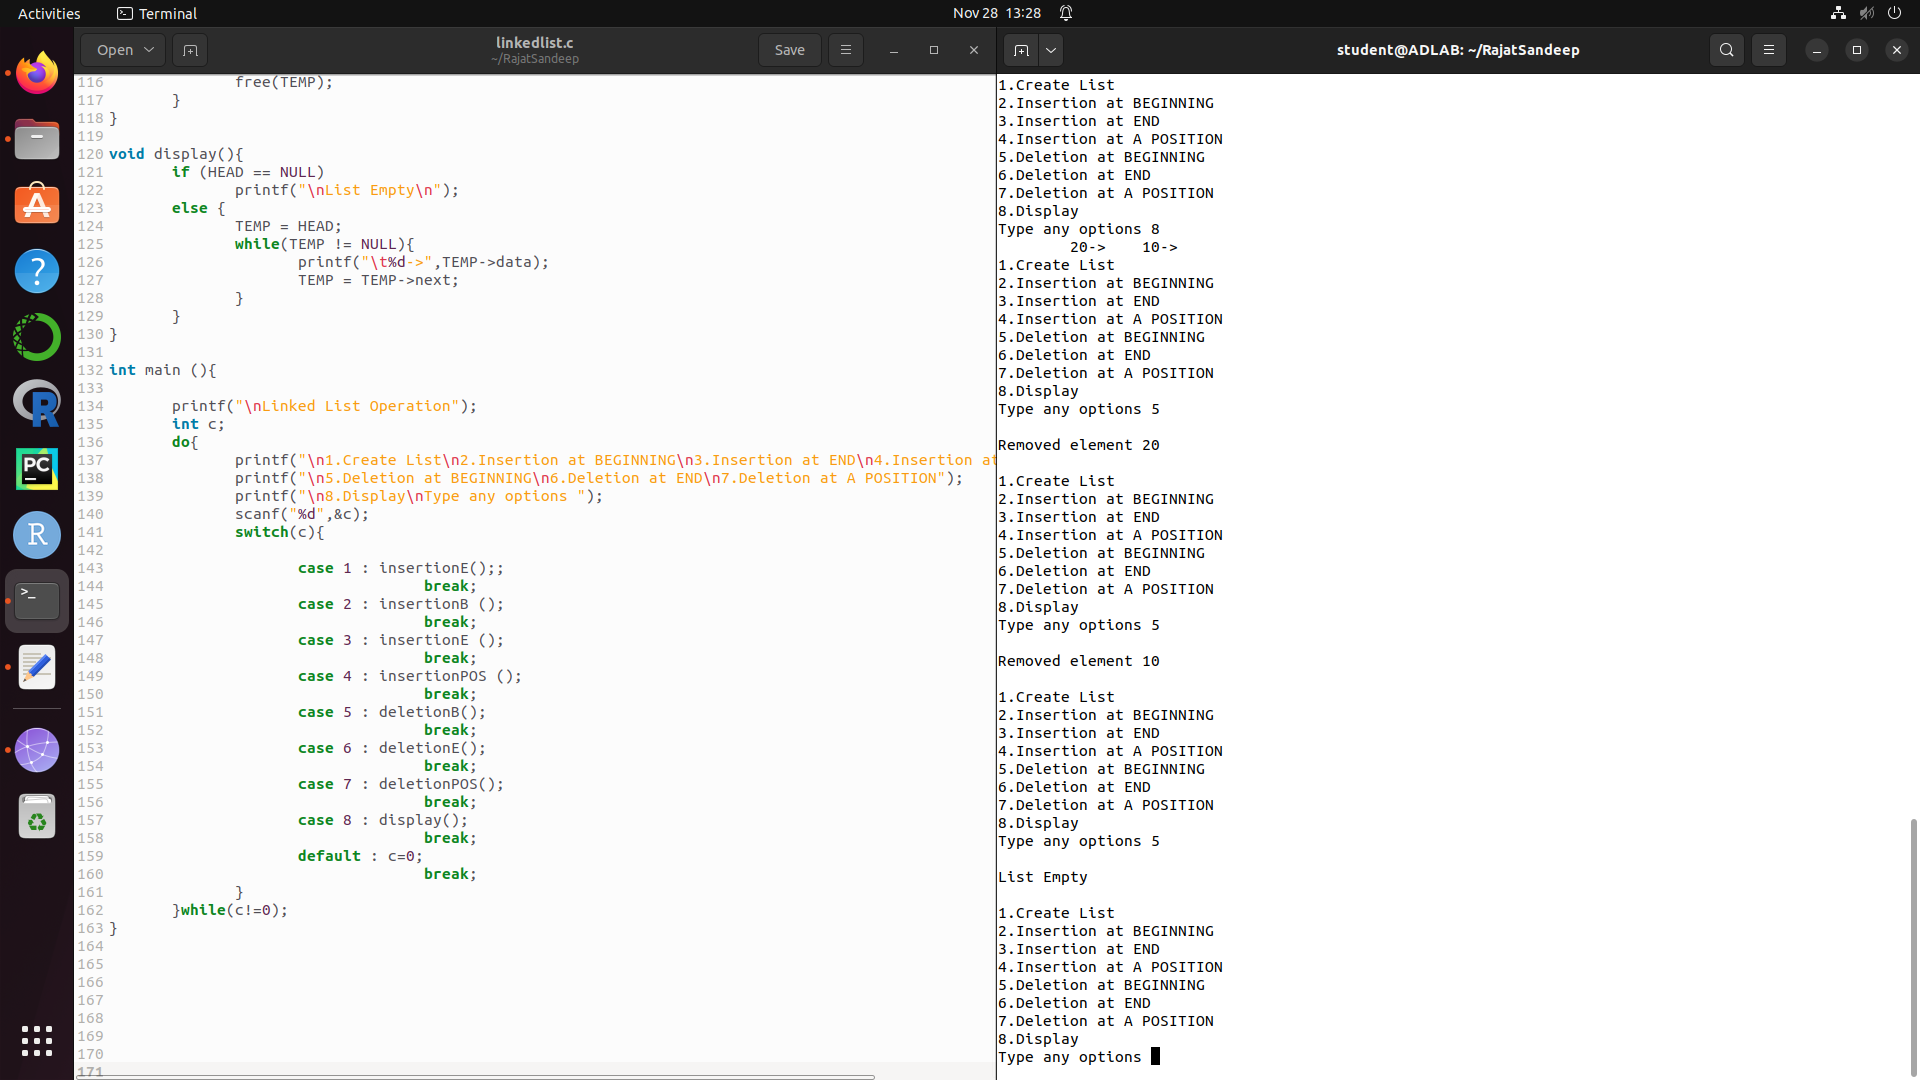 Activities
Terminal
Nov 28 13:28
Open
linkedlist.c
~/RajatSandeep
Save
116 free(TEMP);
117 }
118 }
119
120 void display(){
121 if (HEAD == NULL)
122 printf("\nList Empty\n");
123 else {
124 TEMP = HEAD;
125 while(TEMP != NULL){
126 printf("\t%d->",TEMP->data);
127 TEMP = TEMP->next;
128 }
129 }
130 }
131
132 int main (){
133
134 printf("\nLinked List Operation");
135 int c;
136 do{
137 printf("\n1.Create List\n2.Insertion at BEGINNING\n3.Insertion at END\n4.Insertion at
138 printf("\n5.Deletion at BEGINNING\n6.Deletion at END\n7.Deletion at A POSITION");
139 printf("\n8.Display\nType any options ");
140 scanf("%d",&c);
141 switch(c){
142
143 case 1 : insertionE();;
144 break;
145 case 2 : insertionB ();
146 break;
147 case 3 : insertionE ();
148 break;
149 case 4 : insertionPOS ();
150 break;
151 case 5 : deletionB();
152 break;
153 case 6 : deletionE();
154 break;
155 case 7 : deletionPOS();
156 break;
157 case 8 : display();
158 break;
159 default : c=0;
160 break;
161 }
162 }while(c!=0);
163 }
164
165
166
167
168
169
170
171
student@ADLAB: ~/RajatSandeep
1.Create List
2.Insertion at BEGINNING
3.Insertion at END
4.Insertion at A POSITION
5.Deletion at BEGINNING
6.Deletion at END
7.Deletion at A POSITION
8.Display
Type any options 8
20-> 10->
1.Create List
2.Insertion at BEGINNING
3.Insertion at END
4.Insertion at A POSITION
5.Deletion at BEGINNING
6.Deletion at END
7.Deletion at A POSITION
8.Display
Type any options 5
Removed element 20
1.Create List
2.Insertion at BEGINNING
3.Insertion at END
4.Insertion at A POSITION
5.Deletion at BEGINNING
6.Deletion at END
7.Deletion at A POSITION
8.Display
Type any options 5
Removed element 10
1.Create List
2.Insertion at BEGINNING
3.Insertion at END
4.Insertion at A POSITION
5.Deletion at BEGINNING
6.Deletion at END
7.Deletion at A POSITION
8.Display
Type any options 5
List Empty
1.Create List
2.Insertion at BEGINNING
3.Insertion at END
4.Insertion at A POSITION
5.Deletion at BEGINNING
6.Deletion at END
7.Deletion at A POSITION
8.Display
Type any options